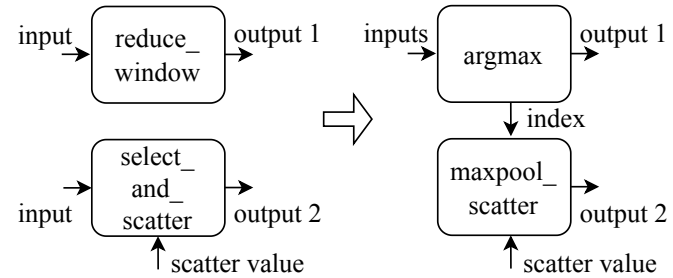 input
reduce_
window
output 1
input
select_
and_
scatter
output 2
scatter value
inputs
argmax
output 1
index
maxpool_
scatter
output 2
scatter value